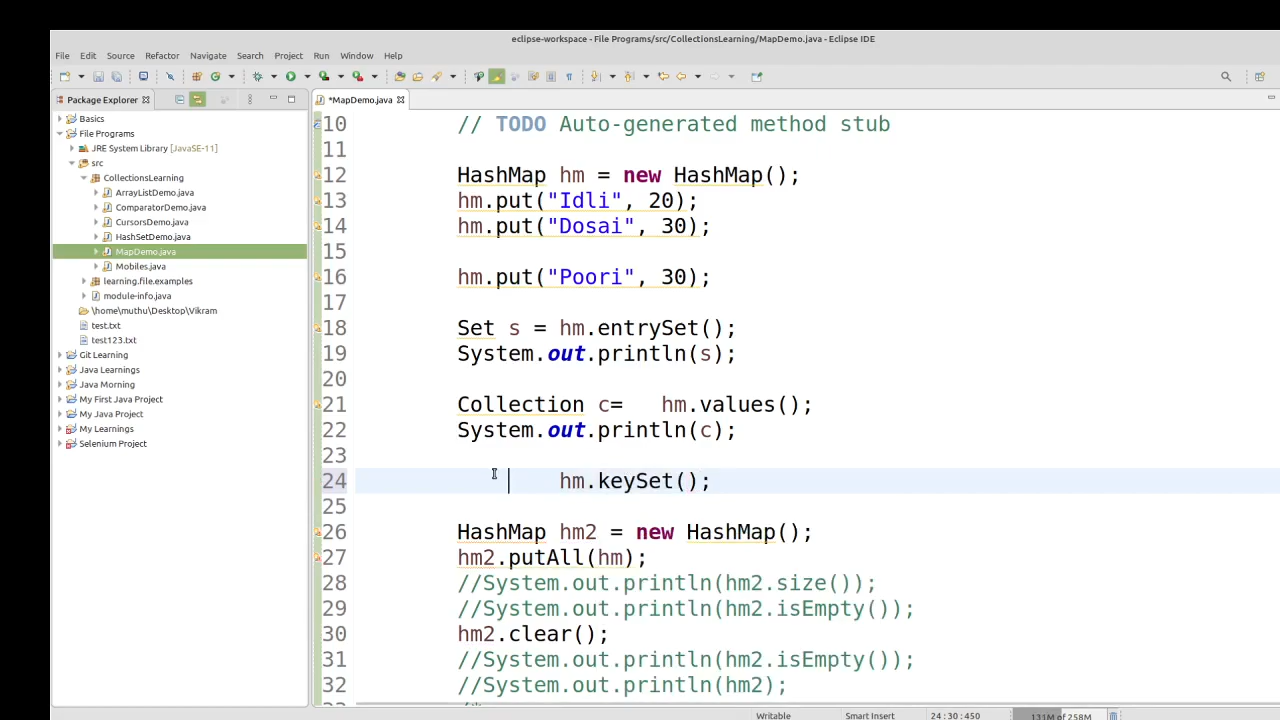 eclipse-workspace - File Programs/src/CollectionsLearning/MapDemo.java - Eclipse IDE
File Edit Source Refactor Navigate Search Project Run Window Help
Package Explorer
*MapDemo.java
Basics
File Programs
JRE System Library [JavaSE-11]
src
CollectionsLearning
ArrayListDemo.java
ComparatorDemo.java
CursorsDemo.java
HashSetDemo.java
MapDemo.java
Mobiles.java
learning.file.examples
module-info.java
\home\muthu\Desktop\Vikram
test.txt
test123.txt
Git Learning
Java Learnings
Java Morning
My First Java Project
My Java Project
My Learnings
Selenium Project
10 // TODO Auto-generated method stub
11
12 HashMap hm = new HashMap();
13 hm.put("Idli", 20);
14 hm.put("Dosai", 30);
15
16 hm.put("Poori", 30);
17
18 Set s = hm.entrySet();
19 System.out.println(s);
20
21 Collection c=   hm.values();
22 System.out.println(c);
23
24 hm.keySet();
25
26 HashMap hm2 = new HashMap();
27 hm2.putAll(hm);
28 //System.out.println(hm2.size());
29 //System.out.println(hm2.isEmpty());
30 hm2.clear();
31 //System.out.println(hm2.isEmpty());
32 //System.out.println(hm2);
Writable Smart Insert 24 : 30 : 450 131M of 258M